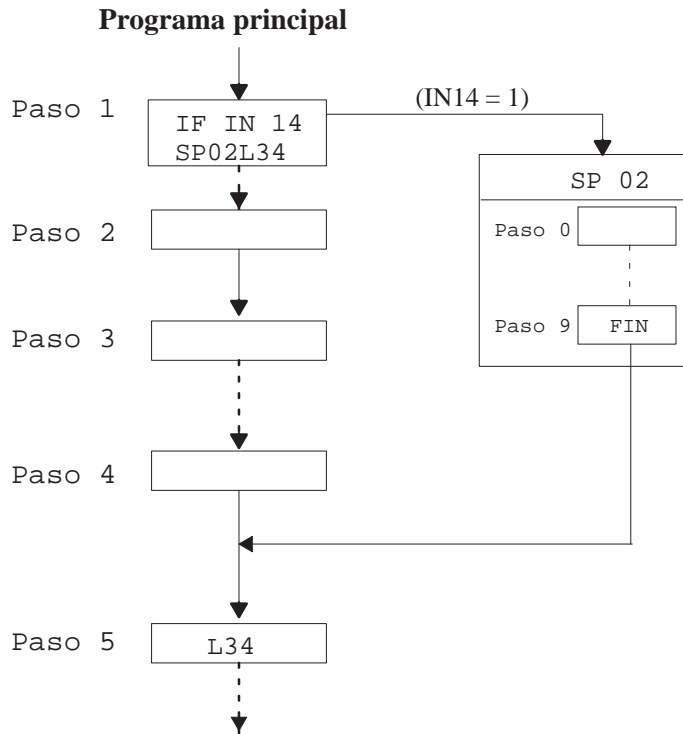 Programa principal
Paso 1
IF IN 14
SP02L34
(IN14 = 1)
SP 02
Paso 0
Paso 9
FIN
Paso 2
Paso 3
Paso 4
Paso 5
L34